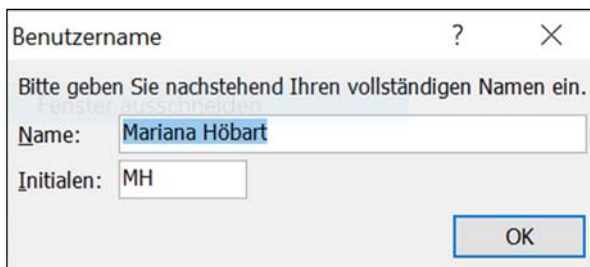 Benutzername ?
Bitte geben Sie nachstehend Ihren vollständigen Namen ein.
Fenster ausschneiden
Name: Mariana Höbart
Initialen: MH
OK